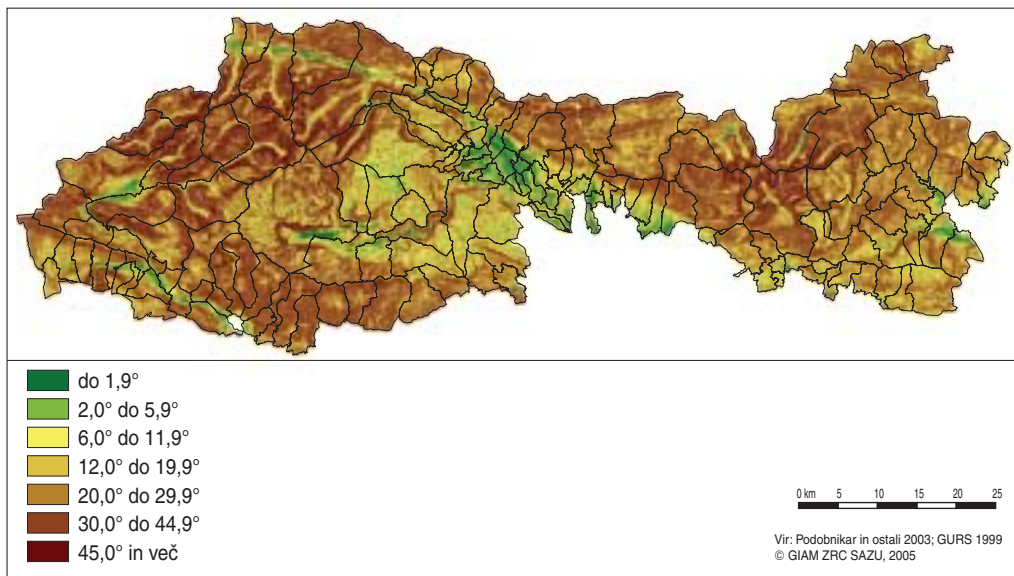 do 1,9°
2,0° do 5,9°
6,0° do 11,9°
12,0° do 19,9°
20,0° do 29,9°
30,0° do 44,9°
45,0° in več
0 km 5 10 15 20 25
Vir: Podobnikar in ostali 2003; GURS 1999
© GIAM ZRC SAZU, 2005